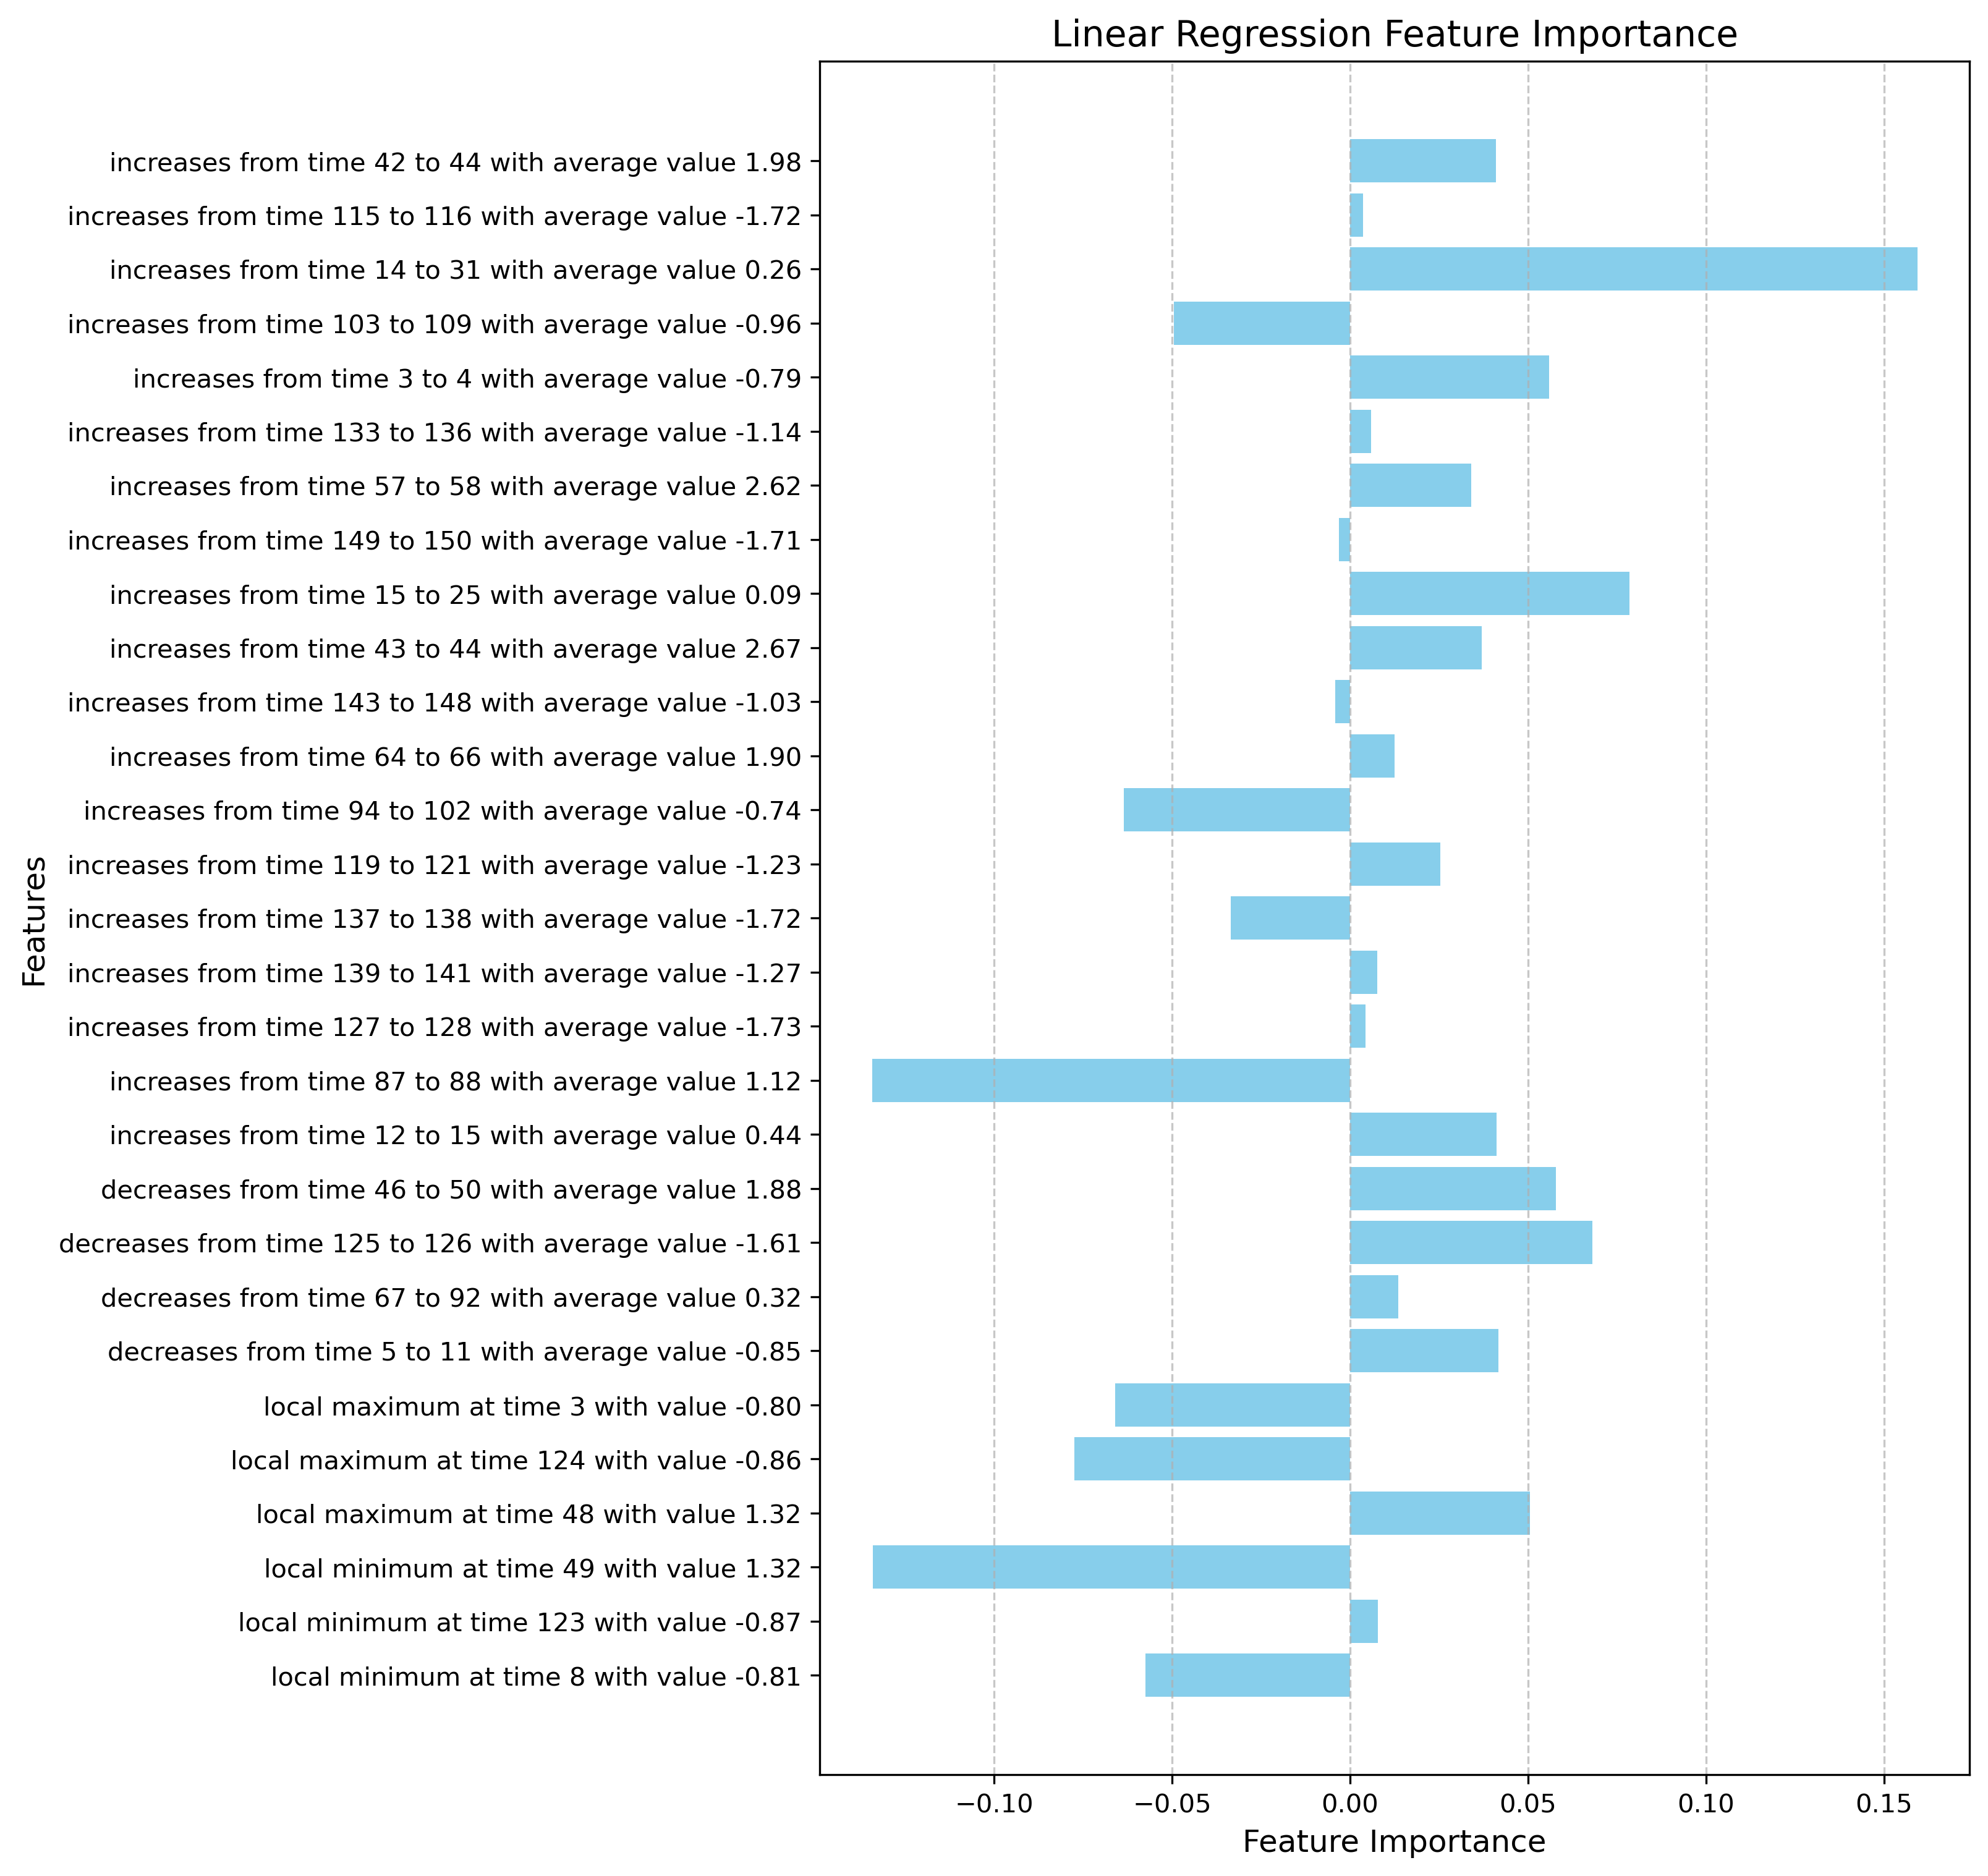 Linear Regression Feature Importance
increases from time 42 to 44 with average value 1.98
increases from time 115 to 116 with average value -1.72
increases from time 14 to 31 with average value 0.26
increases from time 103 to 109 with average value -0.96
increases from time 3 to 4 with average value -0.79
increases from time 133 to 136 with average value -1.14
increases from time 57 to 58 with average value 2.62
increases from time 149 to 150 with average value -1.71
increases from time 15 to 25 with average value 0.09
increases from time 43 to 44 with average value 2.67
increases from time 143 to 148 with average value -1.03
increases from time 64 to 66 with average value 1.90
increases from time 94 to 102 with average value -0.74
increases from time 119 to 121 with average value -1.23
increases from time 137 to 138 with average value -1.72
increases from time 139 to 141 with average value -1.27
increases from time 127 to 128 with average value -1.73
increases from time 87 to 88 with average value 1.12
increases from time 12 to 15 with average value 0.44
decreases from time 46 to 50 with average value 1.88
decreases from time 125 to 126 with average value -1.61
decreases from time 67 to 92 with average value 0.32
decreases from time 5 to 11 with average value -0.85
local maximum at time 3 with value -0.80
local maximum at time 124 with value -0.86
local maximum at time 48 with value 1.32
local minimum at time 49 with value 1.32
local minimum at time 123 with value -0.87
local minimum at time 8 with value -0.81
Features
−0.10 −0.05 0.00 0.05 0.10 0.15
Feature Importance